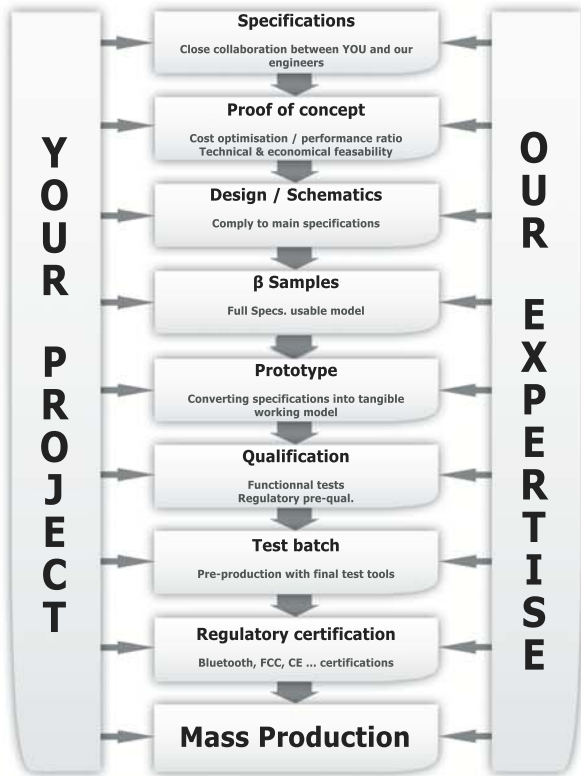 YOUR PROJECT
Specifications
Close collaboration between YOU and our
engineers
Proof of concept
Cost optimisation / performance ratio
Technical & economical feasability
Design / Schematics
Comply to main specifications
β Samples
Full Specs. usable model
Prototype
Converting specifications into tangible
working model
Qualification
Functionnal tests
Regulatory pre-qual.
Test batch
Pre-production with final test tools
Regulatory certification
Bluetooth, FCC, CE ... certifications
Mass Production
OUR EXPERTISE